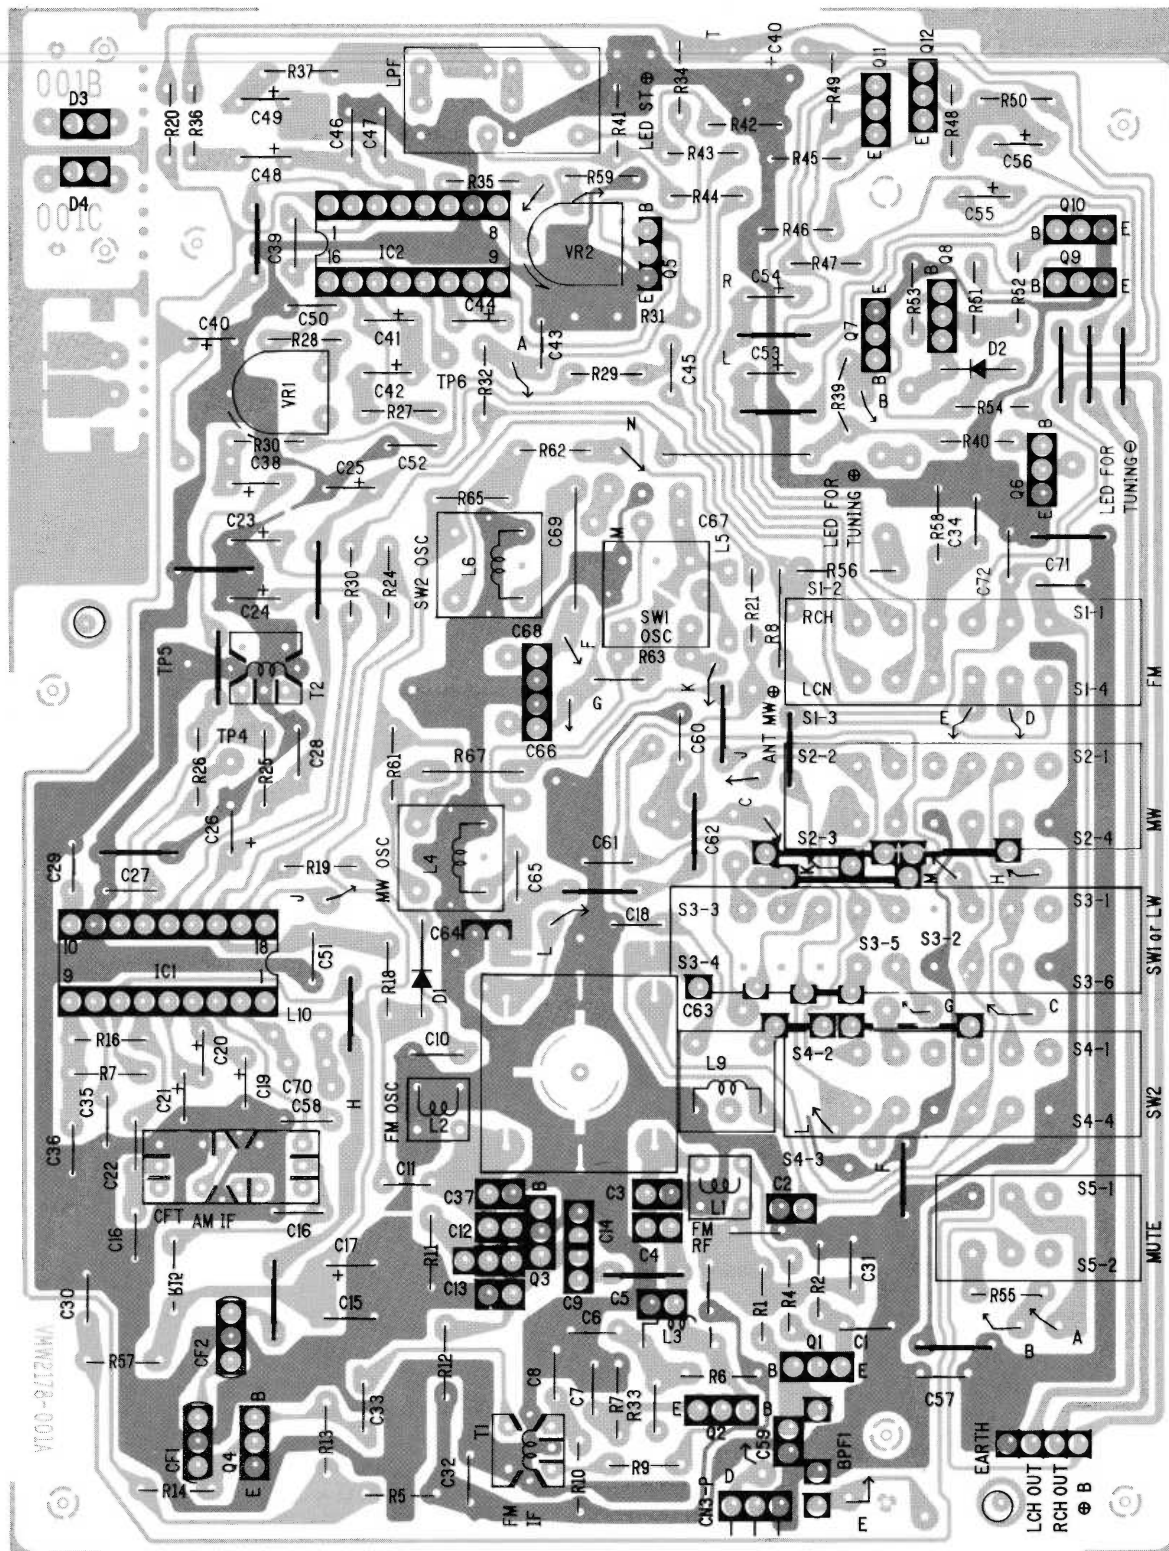 LPF
T
+C40
Q11
Q12
R37
R34
R49
R50
001B
D3
R20
R36
C49
+
C46
C47
R41
LED ST ⊕
R42
R48
R43
R45
E
E
C56
+
C48
R35
R59
R44
D4
001C
C39
1
IC2
8
16
9
VR2
B
Q5
E
R46
C55
+
Q10
B
E
R47
Q8
B
R
C54
+
R53
R51
R52
Q9
B
E
C50
C44
+
R31
E
Q7
B
C40
+
R28
C41
+
A
C43
L
C53
+
D2
VR1
C42
+
TP6
R32
R29
C45
R39
B
R54
R27
N
R40
B
R30
C38
+
C25
+
C52
R62
Q6
E
LED FOR
TUNING ⊖
R65
C69
M
C67
L5
LED FOR
TUNING ⊕
R58
C34
C23
+
SW2 OSC
L6
C72
C71
R30
R24
R56
C24
+
S1-2
R21
R8
RCH
S1-1
SW1
OSC
C68
F
R63
TP5
T2
G
K
LCN
S1-4
FM
ANT MW⊕
S1-3
E
D
TP4
C28
C66
C60
J
S2-2
S2-1
R26
R25
R61
R67
C
C26
+
C62
S2-3
S2-4
MW
C29
C27
R19
MW OSC
L4
C65
C61
K
M
H
J
S3-3
S3-1
C64
L
C18
S3-5
S3-2
10
18
C51
S3-4
S3-6
SW1 or LW
9
IC1
1
R18
D1
C63
G
C
L10
R16
C20
+
C10
L9
S4-2
S4-1
R7
C21
+
C19
+
C70
C58
H
FM OSC
L2
SW2
C35
C36
L
S4-4
C22
S4-3
C11
F
C37
B
C3
L1
C2
S5-1
C16
CFT
AM IF
C16
C12
C14
FM
RF
C4
MUTE
C17
+
R11
C13
Q3
C9
C5
R1
R4
R2
C31
S5-2
C30
C15
C6
L3
R55
CF2
Q1
C1
B
A
R57
R12
C8
B
E
C7
R7
R33
R6
C57
VMW2178-001A
B
C33
E
Q2
B
CF1
Q4
R13
T1
C59
BPF1
EARTH
E
C32
R10
R9
D
R14
R5
FM
IF
CN3-P
E
LCH OUT
RCH OUT
⊕ B